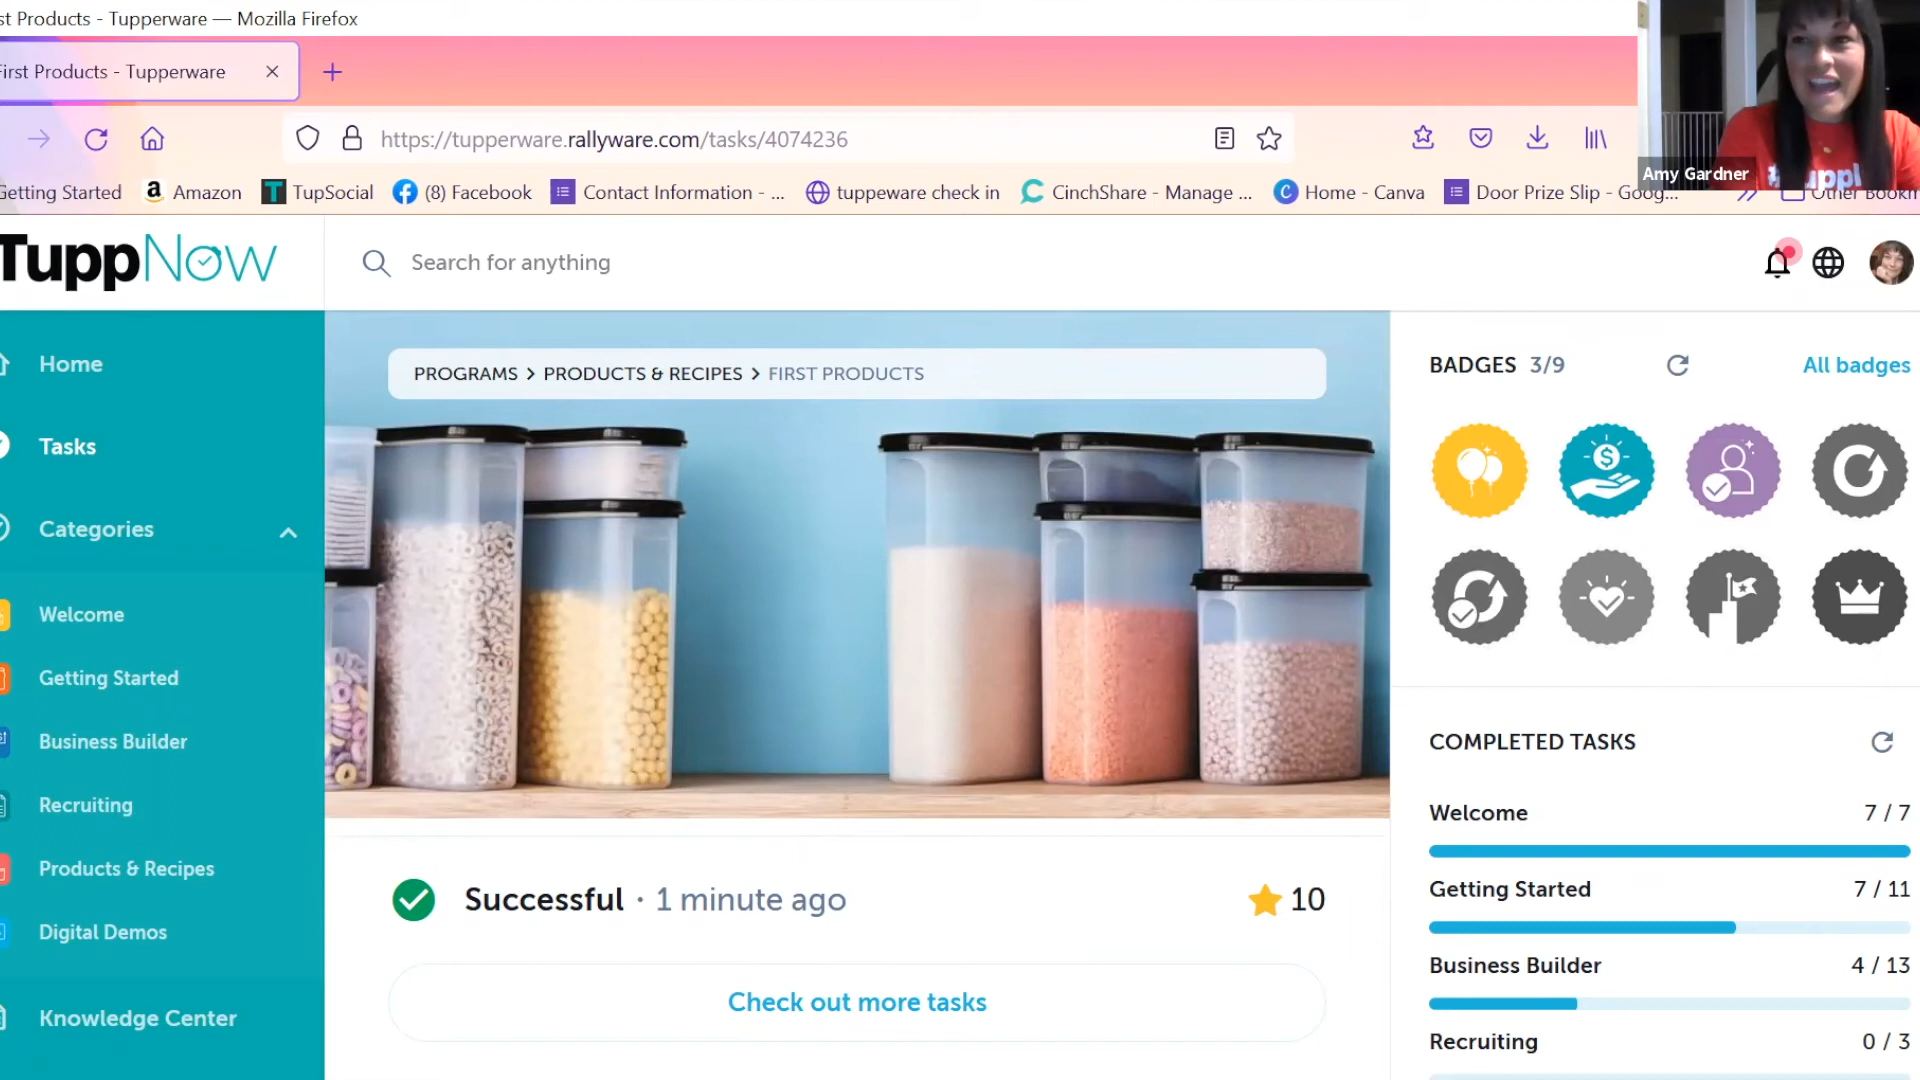 st Products - Tupperware — Mozilla Firefox
First Products - Tupperware
https://tupperware.rallyware.com/tasks/4074236
Getting Started
Amazon
TupSocial
(8) Facebook
Contact Information - ...
tuppeware check in
CinchShare - Manage ...
Home - Canva
Door Prize Slip - Goog...
Other Bookm
Amy Gardner
TuppNow
Search for anything
Home
Tasks
Categories
Welcome
Getting Started
Business Builder
Recruiting
Products & Recipes
Digital Demos
Knowledge Center
PROGRAMS > PRODUCTS & RECIPES > FIRST PRODUCTS
Successful · 1 minute ago
10
Check out more tasks
BADGES 3/9
All badges
COMPLETED TASKS
Welcome 7 / 7
Getting Started 7 / 11
Business Builder 4 / 13
Recruiting 0 / 3